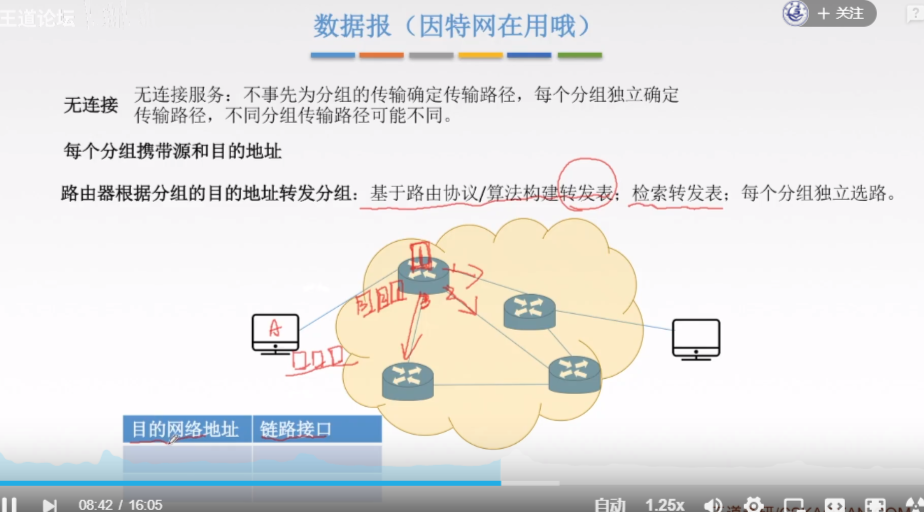 王道论坛
+ 关注
数据报（因特网在用哦）
无连接
无连接服务：不事先为分组的传输确定传输路径，每个分组独立确定
传输路径，不同分组传输路径可能不同。
每个分组携带源和目的地址
路由器根据分组的目的地址转发分组：基于路由协议/算法构建转发表；检索转发表；每个分组独立选路。
1
1
3 2 1
3
2
A
目的网络地址 链路接口
08:42 / 16:05
自动
1.25x